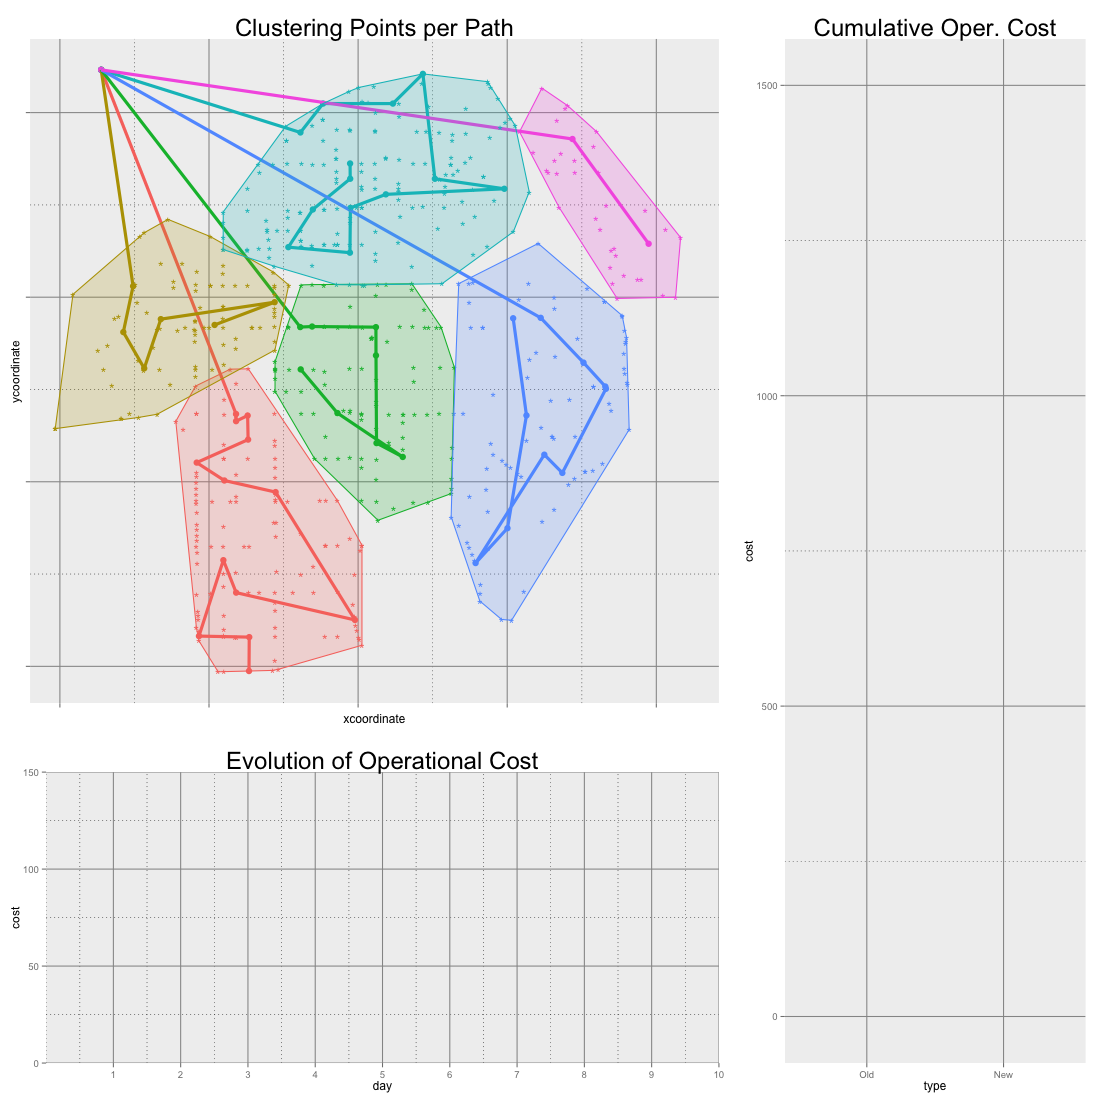 Clustering Points per Path
ycoordinate
xcoordinate
Evolution of Operational Cost
150
100
50
0
cost
1 2 3 4 5 6 7 8 9 10
day
Cumulative Oper. Cost
1500
1000
500
0
cost
Old New
type